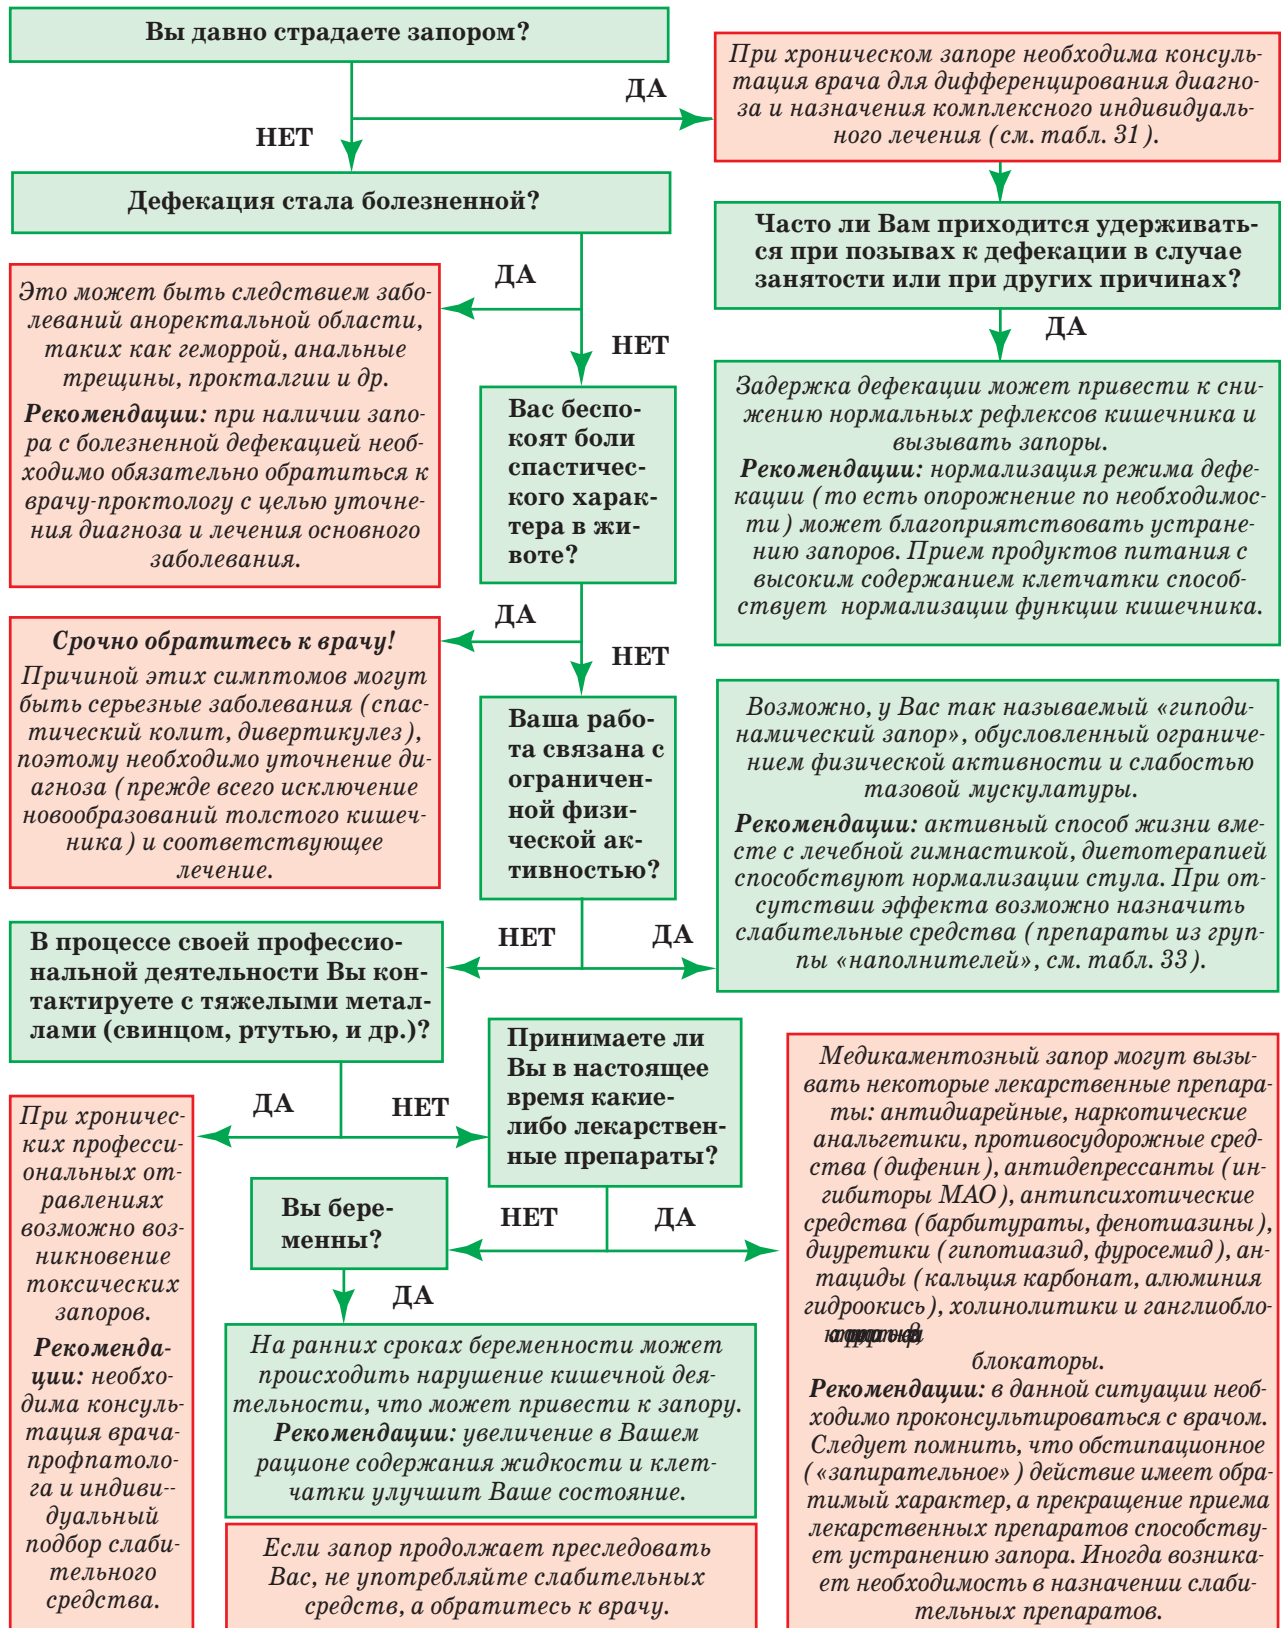 Вы давно страдаете запором?
ДА
НЕТ
При хроническом запоре необходима консуль-
тация врача для дифференцирования диагно-
за и назначения комплексного индивидуаль-
ного лечения (см. табл. 31).
Дефекация стала болезненной?
Часто ли Вам приходится удерживать-
ся при позывах к дефекации в случае
занятости или при других причинах?
ДА
Задержка дефекации может привести к сни-
жению нормальных рефлексов кишечника и
вызывать запоры.
Рекомендации: нормализация режима дефе-
кации (то есть опорожнение по необходимос-
ти) может благоприятствовать устране-
нию запоров. Прием продуктов питания с
высоким содержанием клетчатки способ-
ствует нормализации функции кишечника.
ДА
НЕТ
Это может быть следствием забо-
леваний аноректальной области,
таких как геморрой, анальные
трещины, прокталгии и др.
Рекомендации: при наличии запо-
ра с болезненной дефекацией необ-
ходимо обязательно обратиться к
врачу-проктологу с целью уточне-
ния диагноза и лечения основного
заболевания.
Вас беспо-
коят боли
спастичес-
кого харак-
тера в жи-
воте?
ДА
НЕТ
Срочно обратитесь к врачу!
Причиной этих симптомов могут
быть серьезные заболевания (спас-
тический колит, дивертикулез),
поэтому необходимо уточнение ди-
агноза (прежде всего исключение
новообразований толстого кишеч-
ника) и соответствующее
лечение.
Ваша рабо-
та связана с
ограничен-
ной физи-
ческой ак-
тивностью?
НЕТ
ДА
Возможно, у Вас так называемый «гиподи-
намический запор», обусловленный ограниче-
нием физической активности и слабостью
тазовой мускулатуры.
Рекомендации: активный способ жизни вме-
сте с лечебной гимнастикой, диетотерапией
способствуют нормализации стула. При от-
сутствии эффекта возможно назначить
слабительные средства (препараты из груп-
пы «наполнителей», см. табл. 33).
В процессе своей профессио-
нальной деятельности Вы кон-
тактируете с тяжелыми метал-
лами (свинцом, ртутью, и др.)?
ДА
НЕТ
При хроничес-
ких професси-
ональных от-
равлениях
возможно воз-
никновение
токсических
запоров.
Рекоменда-
ции: необхо-
дима консуль-
тация врача-
профпатоло-
га и индиви--
дуальный
подбор слаби-
тельного
средства.
Принимаете ли
Вы в настоящее
время какие-
либо лекарствен-
ные препараты?
НЕТ
ДА
Вы бере-
менны?
ДА
На ранних сроках беременности может
происходить нарушение кишечной дея-
тельности, что может привести к запору.
Рекомендации: увеличение в Вашем
рационе содержания жидкости и клет-
чатки улучшит Ваше состояние.
Если запор продолжает преследовать
Вас, не употребляйте слабительных
средств, а обратитесь к врачу.
Медикаментозный запор могут вызы-
вать некоторые лекарственные препара-
ты: антидиарейные, наркотические
анальгетики, противосудорожные сред-
ства (дифенин), антидепрессанты (ин-
гибиторы МАО), антипсихотические
средства (барбитураты, фенотиазины),
диуретики (гипотиазид, фуросемид), ан-
тациды (кальция карбонат, алюминия
гидроокись), холинолитики и ганглиобло-
блокаторы.
Рекомендации: в данной ситуации необ-
ходимо проконсультироваться с врачом.
Следует помнить, что обстипационное
(«запирательное») действие имеет обра-
тимый характер, а прекращение приема
лекарственных препаратов способству-
ет устранению запора. Иногда возника-
ет необходимость в назначении слаби-
тельных препаратов.